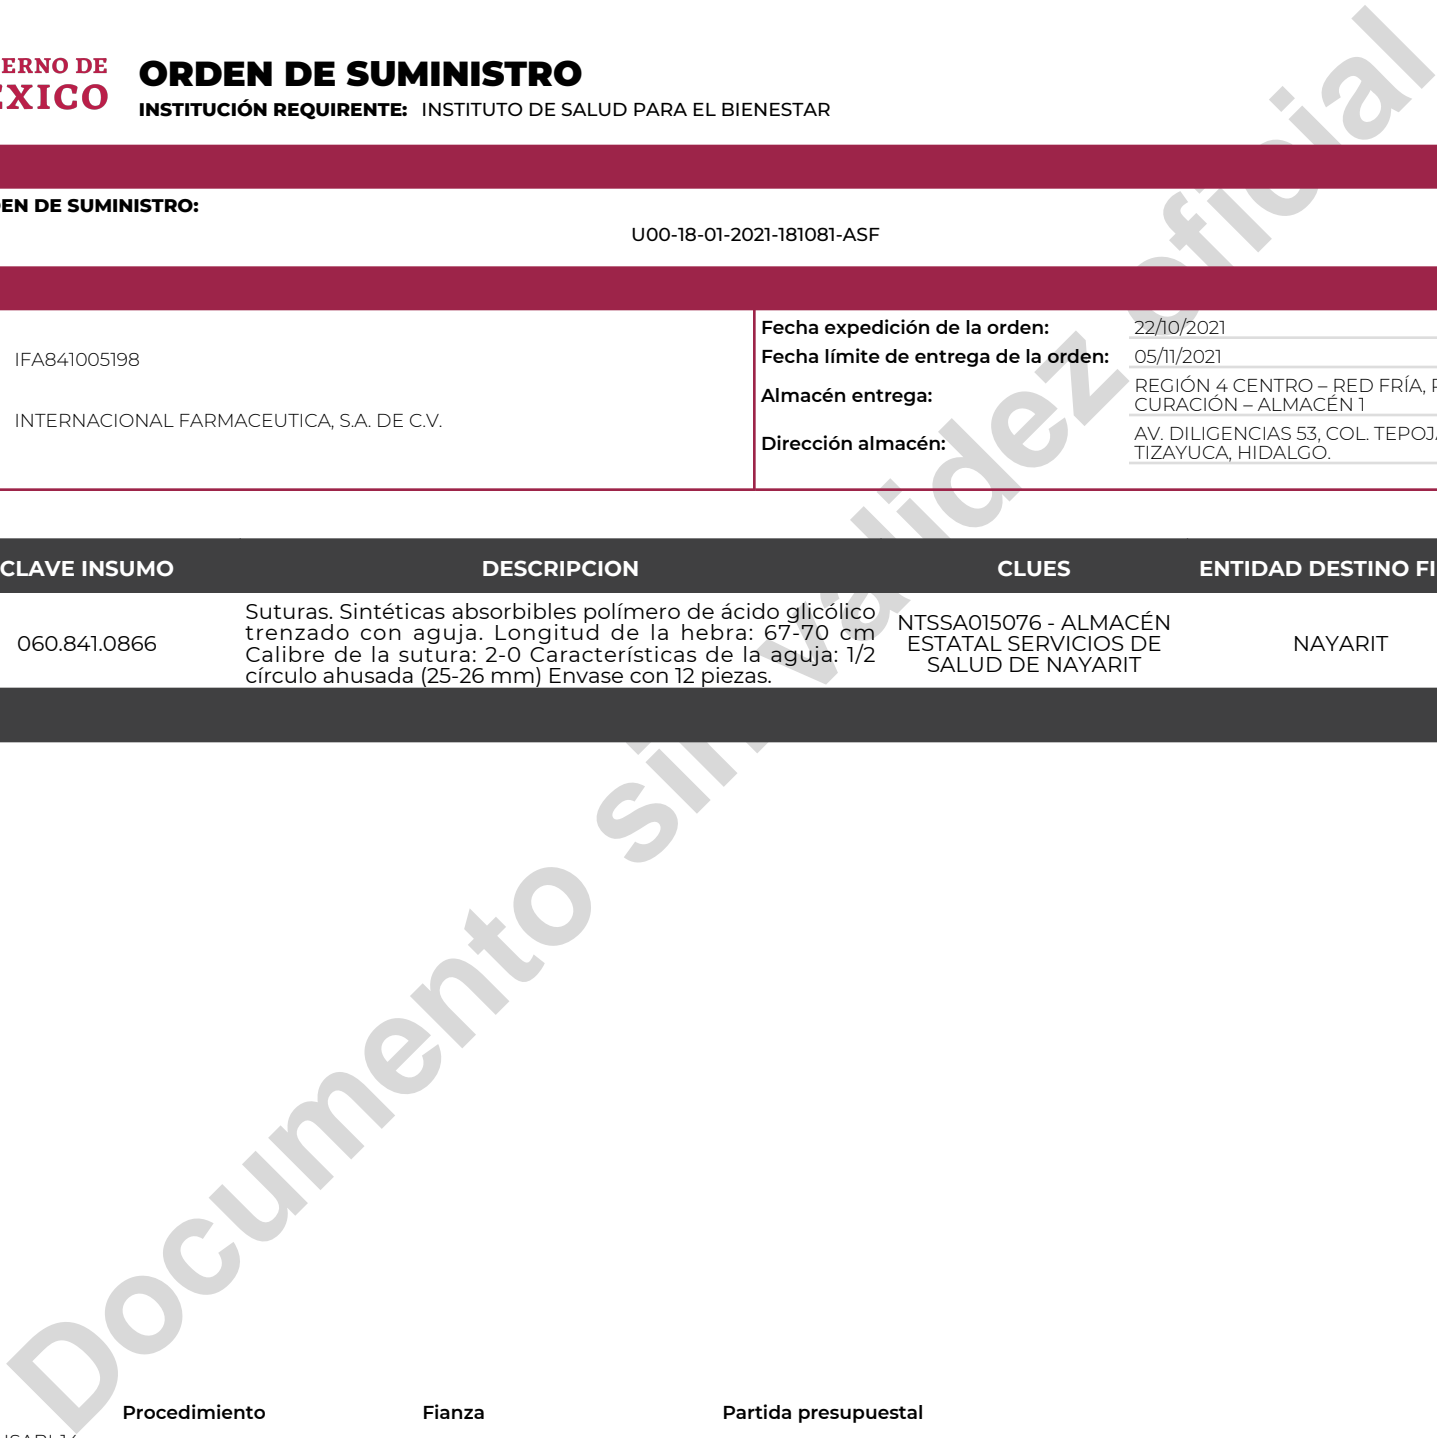 ERNO DE
ÉXICO
ORDEN DE SUMINISTRO
INSTITUCIÓN REQUIRENTE: INSTITUTO DE SALUD PARA EL BIENESTAR
EN DE SUMINISTRO:
U00-18-01-2021-181081-ASF
IFA841005198
INTERNACIONAL FARMACEUTICA, S.A. DE C.V.
Fecha expedición de la orden: 22/10/2021
Fecha límite de entrega de la orden: 05/11/2021
Almacén entrega: REGIÓN 4 CENTRO – RED FRÍA,
CURACIÓN – ALMACÉN 1
Dirección almacén: AV. DILIGENCIAS 53, COL. TEPOJA
TIZAYUCA, HIDALGO.
CLAVE INSUMO DESCRIPCION CLUES ENTIDAD DESTINO FI
060.841.0866
Suturas. Sintéticas absorbibles polímero de ácido glicólico
trenzado con aguja. Longitud de la hebra: 67-70 cm
Calibre de la sutura: 2-0 Características de la aguja: 1/2
círculo ahusada (25-26 mm) Envase con 12 piezas.
NTSSA015076 - ALMACÉN
ESTATAL SERVICIOS DE
SALUD DE NAYARIT
NAYARIT
Documento sin validez oficial
Procedimiento Fianza Partida presupuestal